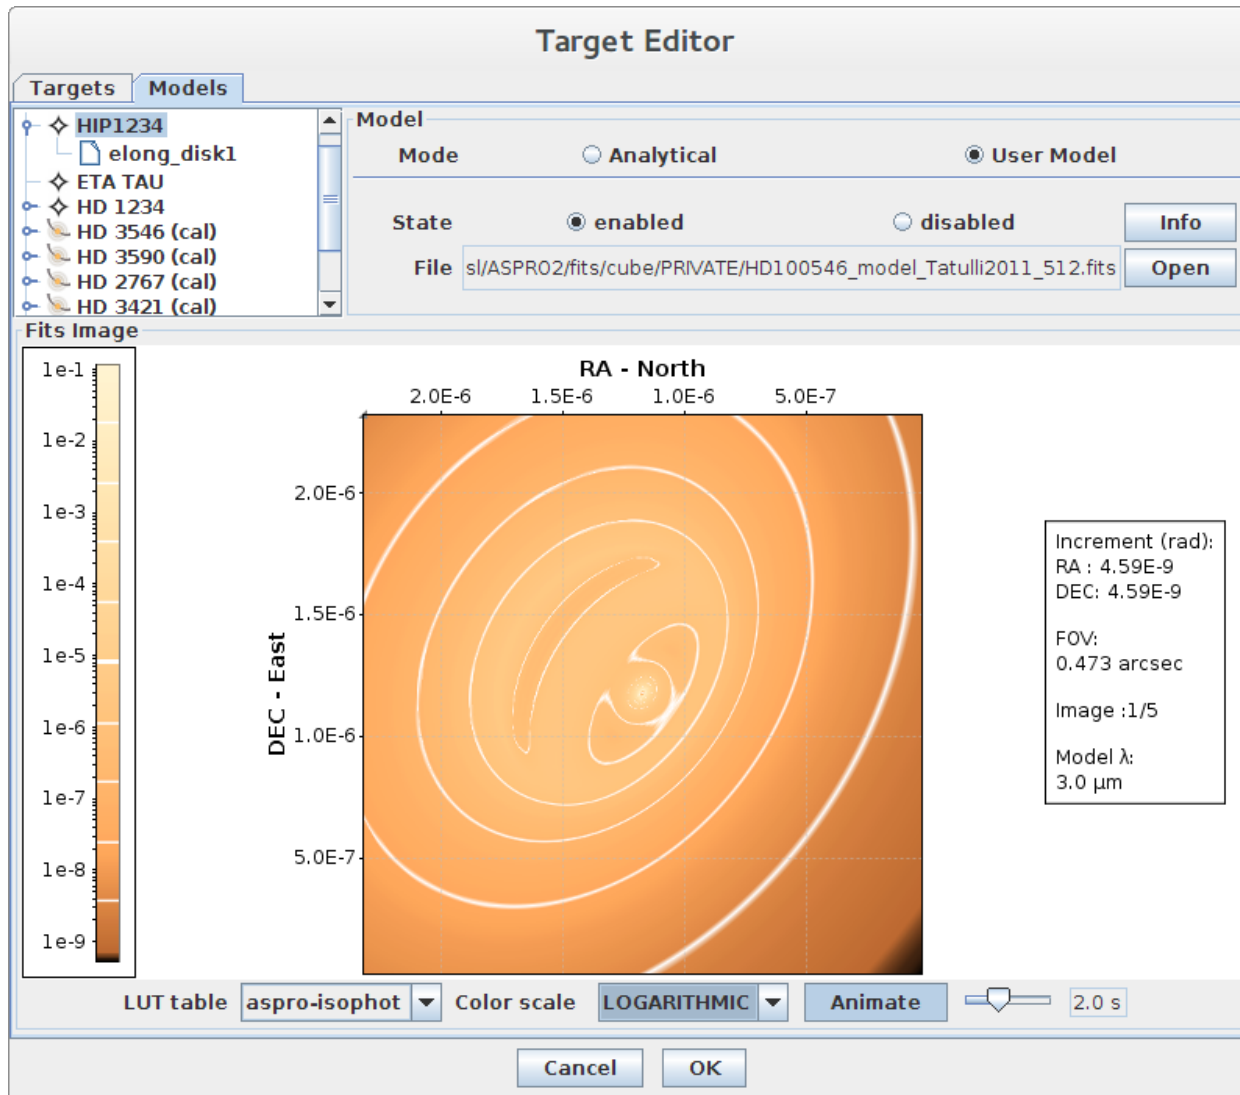 Target Editor
Targets Models
HIP1234
elong_disk1
ETA TAU
HD 1234
HD 3546 (cal)
HD 3590 (cal)
HD 2767 (cal)
HD 3421 (cal)
Model
Mode Analytical User Model
State enabled disabled Info
File sl/ASPRO2/fits/cube/PRIVATE/HD100546_model_Tatulli2011_512.fits Open
Fits Image
1e-1
1e-2
1e-3
1e-4
1e-5
1e-6
1e-7
1e-8
1e-9
RA - North
2.0E-6 1.5E-6 1.0E-6 5.0E-7
DEC - East
2.0E-6
1.5E-6
1.0E-6
5.0E-7
Increment (rad):
RA : 4.59E-9
DEC: 4.59E-9
FOV:
0.473 arcsec
Image :1/5
Model λ:
3.0 μm
LUT table aspro-isophot Color scale LOGARITHMIC Animate 2.0 s
Cancel OK